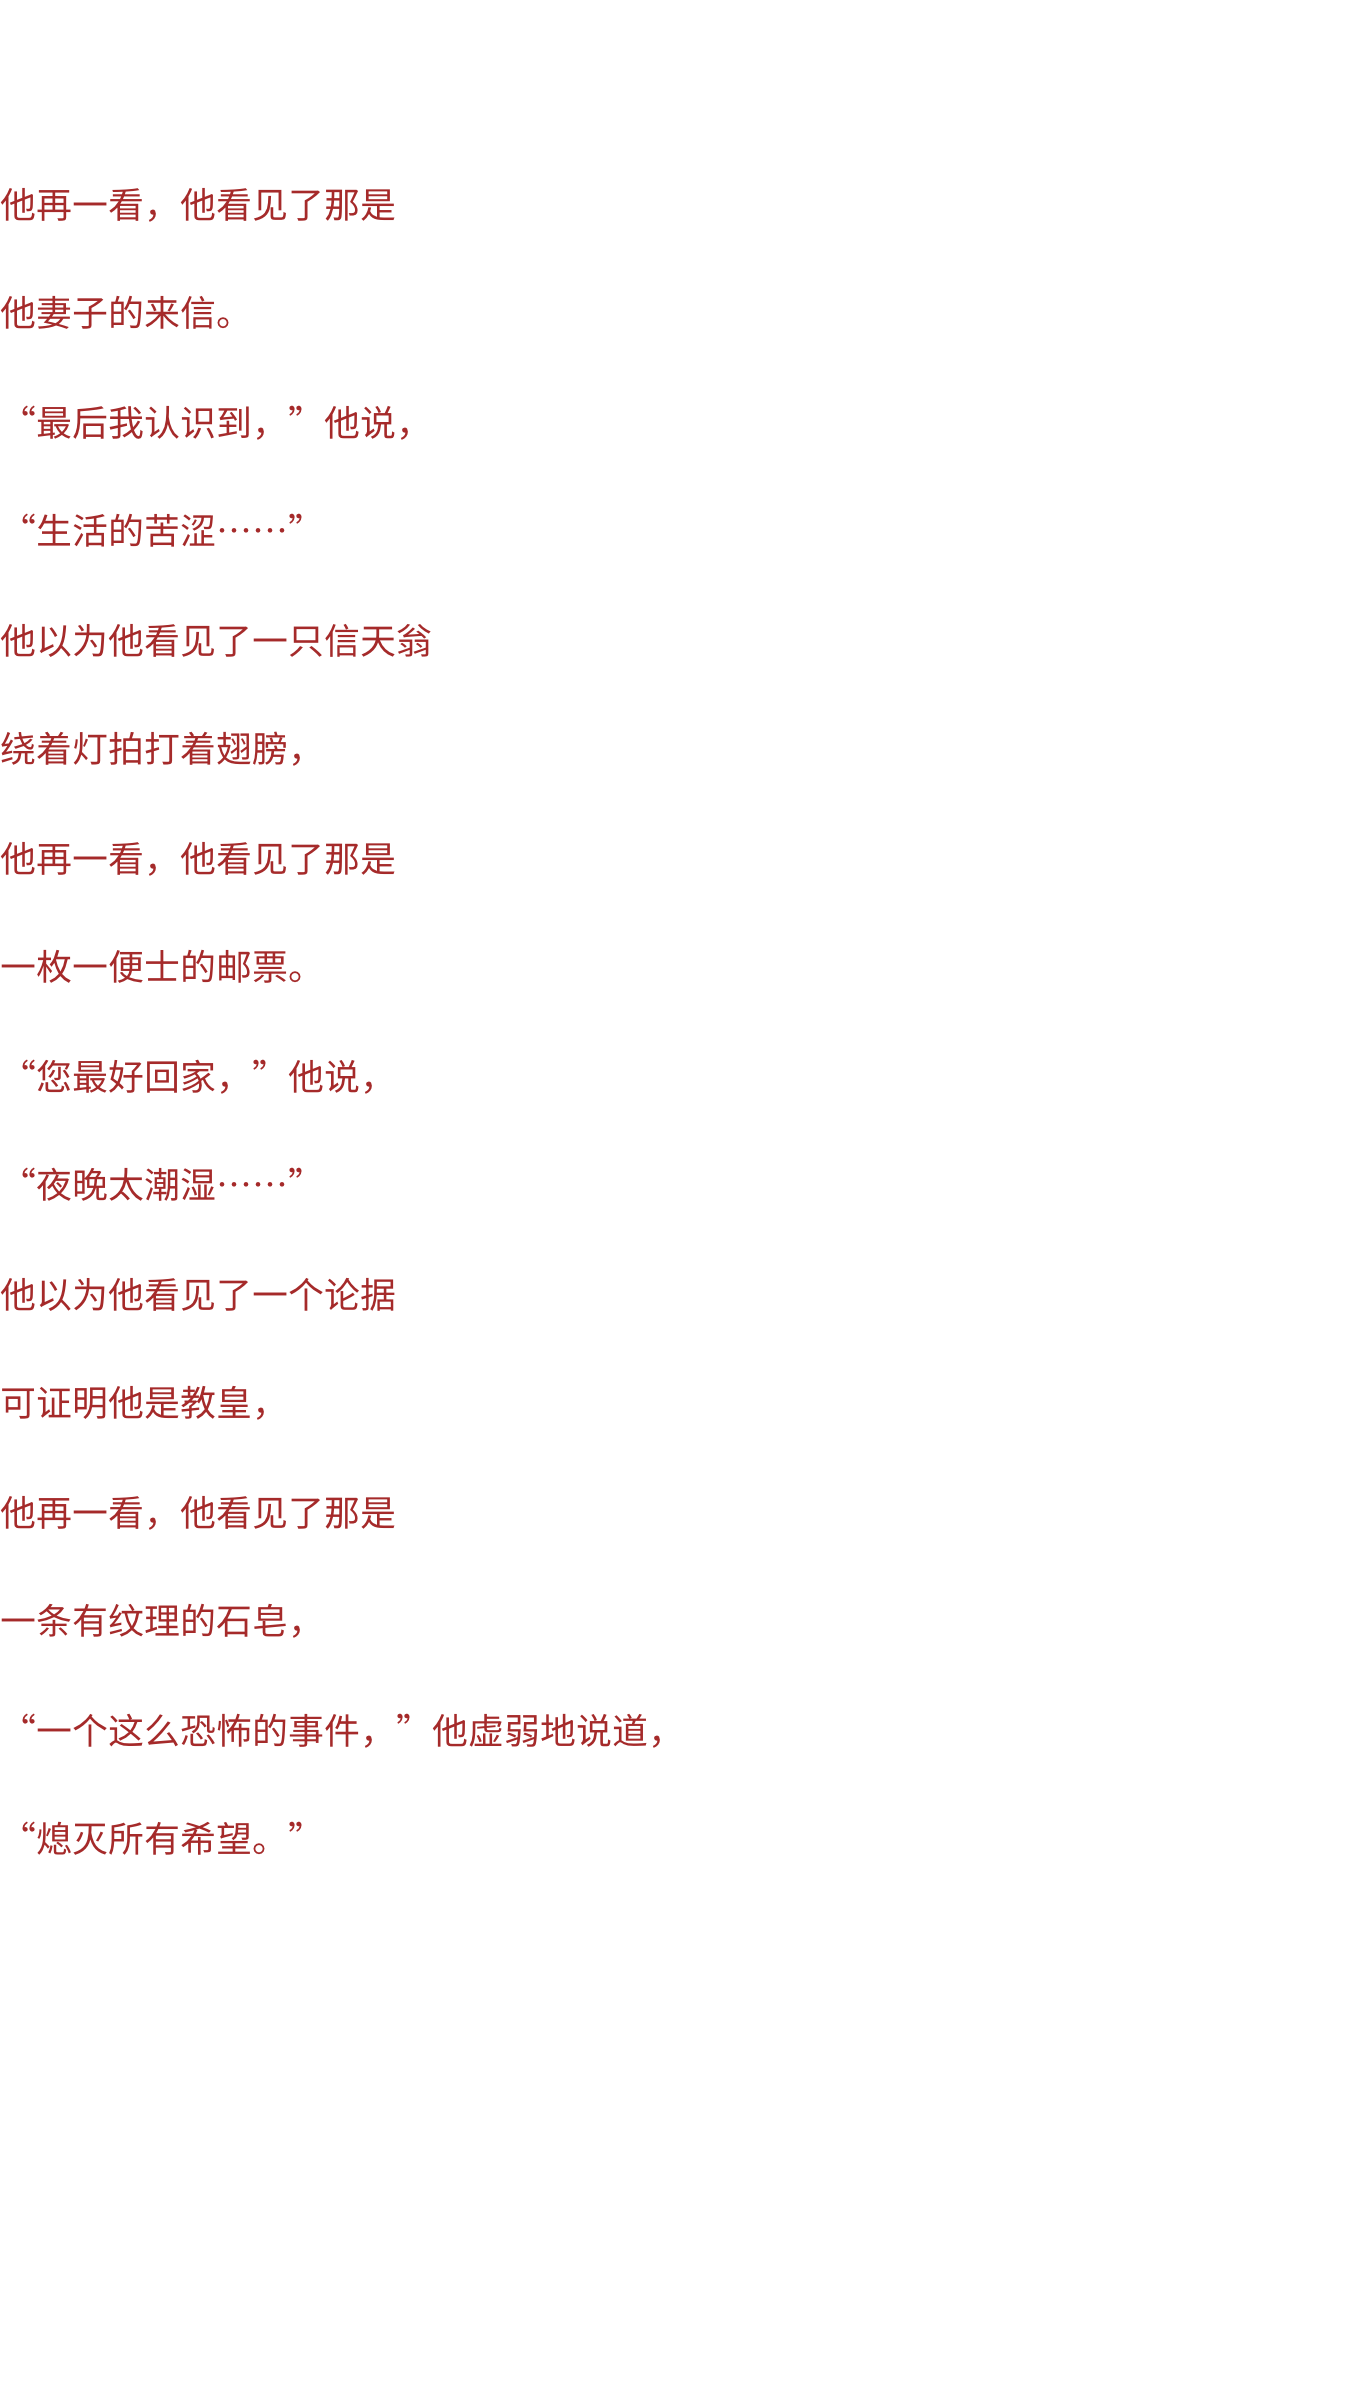 他再一看，他看见了那是
他妻子的来信。
“最后我认识到，”他说，
“生活的苦涩……”
他以为他看见了一只信天翁
绕着灯拍打着翅膀，
他再一看，他看见了那是
一枚一便士的邮票。
“您最好回家，”他说，
“夜晚太潮湿……”
他以为他看见了一个论据
可证明他是教皇，
他再一看，他看见了那是
一条有纹理的石皂，
“一个这么恐怖的事件，”他虚弱地说道，
“熄灭所有希望。”